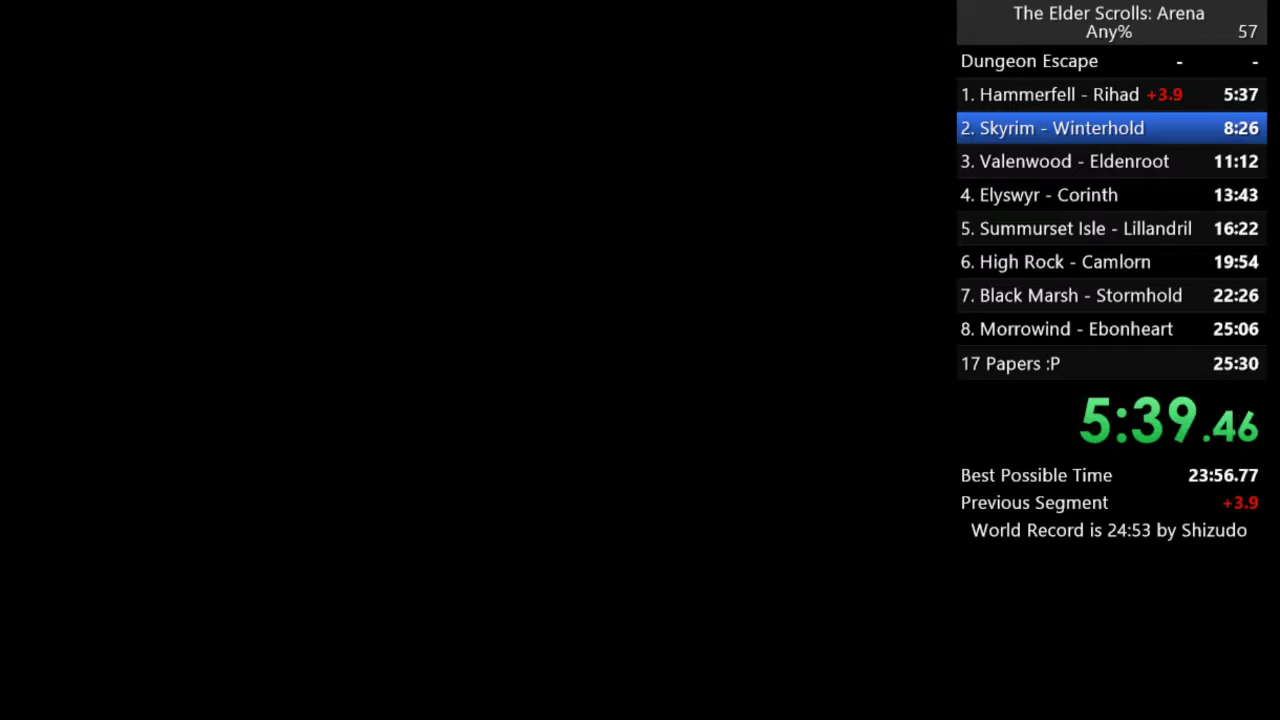 The Elder Scrolls: Arena
Any% 57
Dungeon Escape - -
1. Hammerfell - Rihad +3.9 5:37
2. Skyrim - Winterhold 8:26
3. Valenwood - Eldenroot 11:12
4. Elyswyr - Corinth 13:43
5. Summurset Isle - Lillandril 16:22
6. High Rock - Camlorn 19:54
7. Black Marsh - Stormhold 22:26
8. Morrowind - Ebonheart 25:06
17 Papers :P 25:30
5:39.46
Best Possible Time 23:56.77
Previous Segment +3.9
World Record is 24:53 by Shizudo